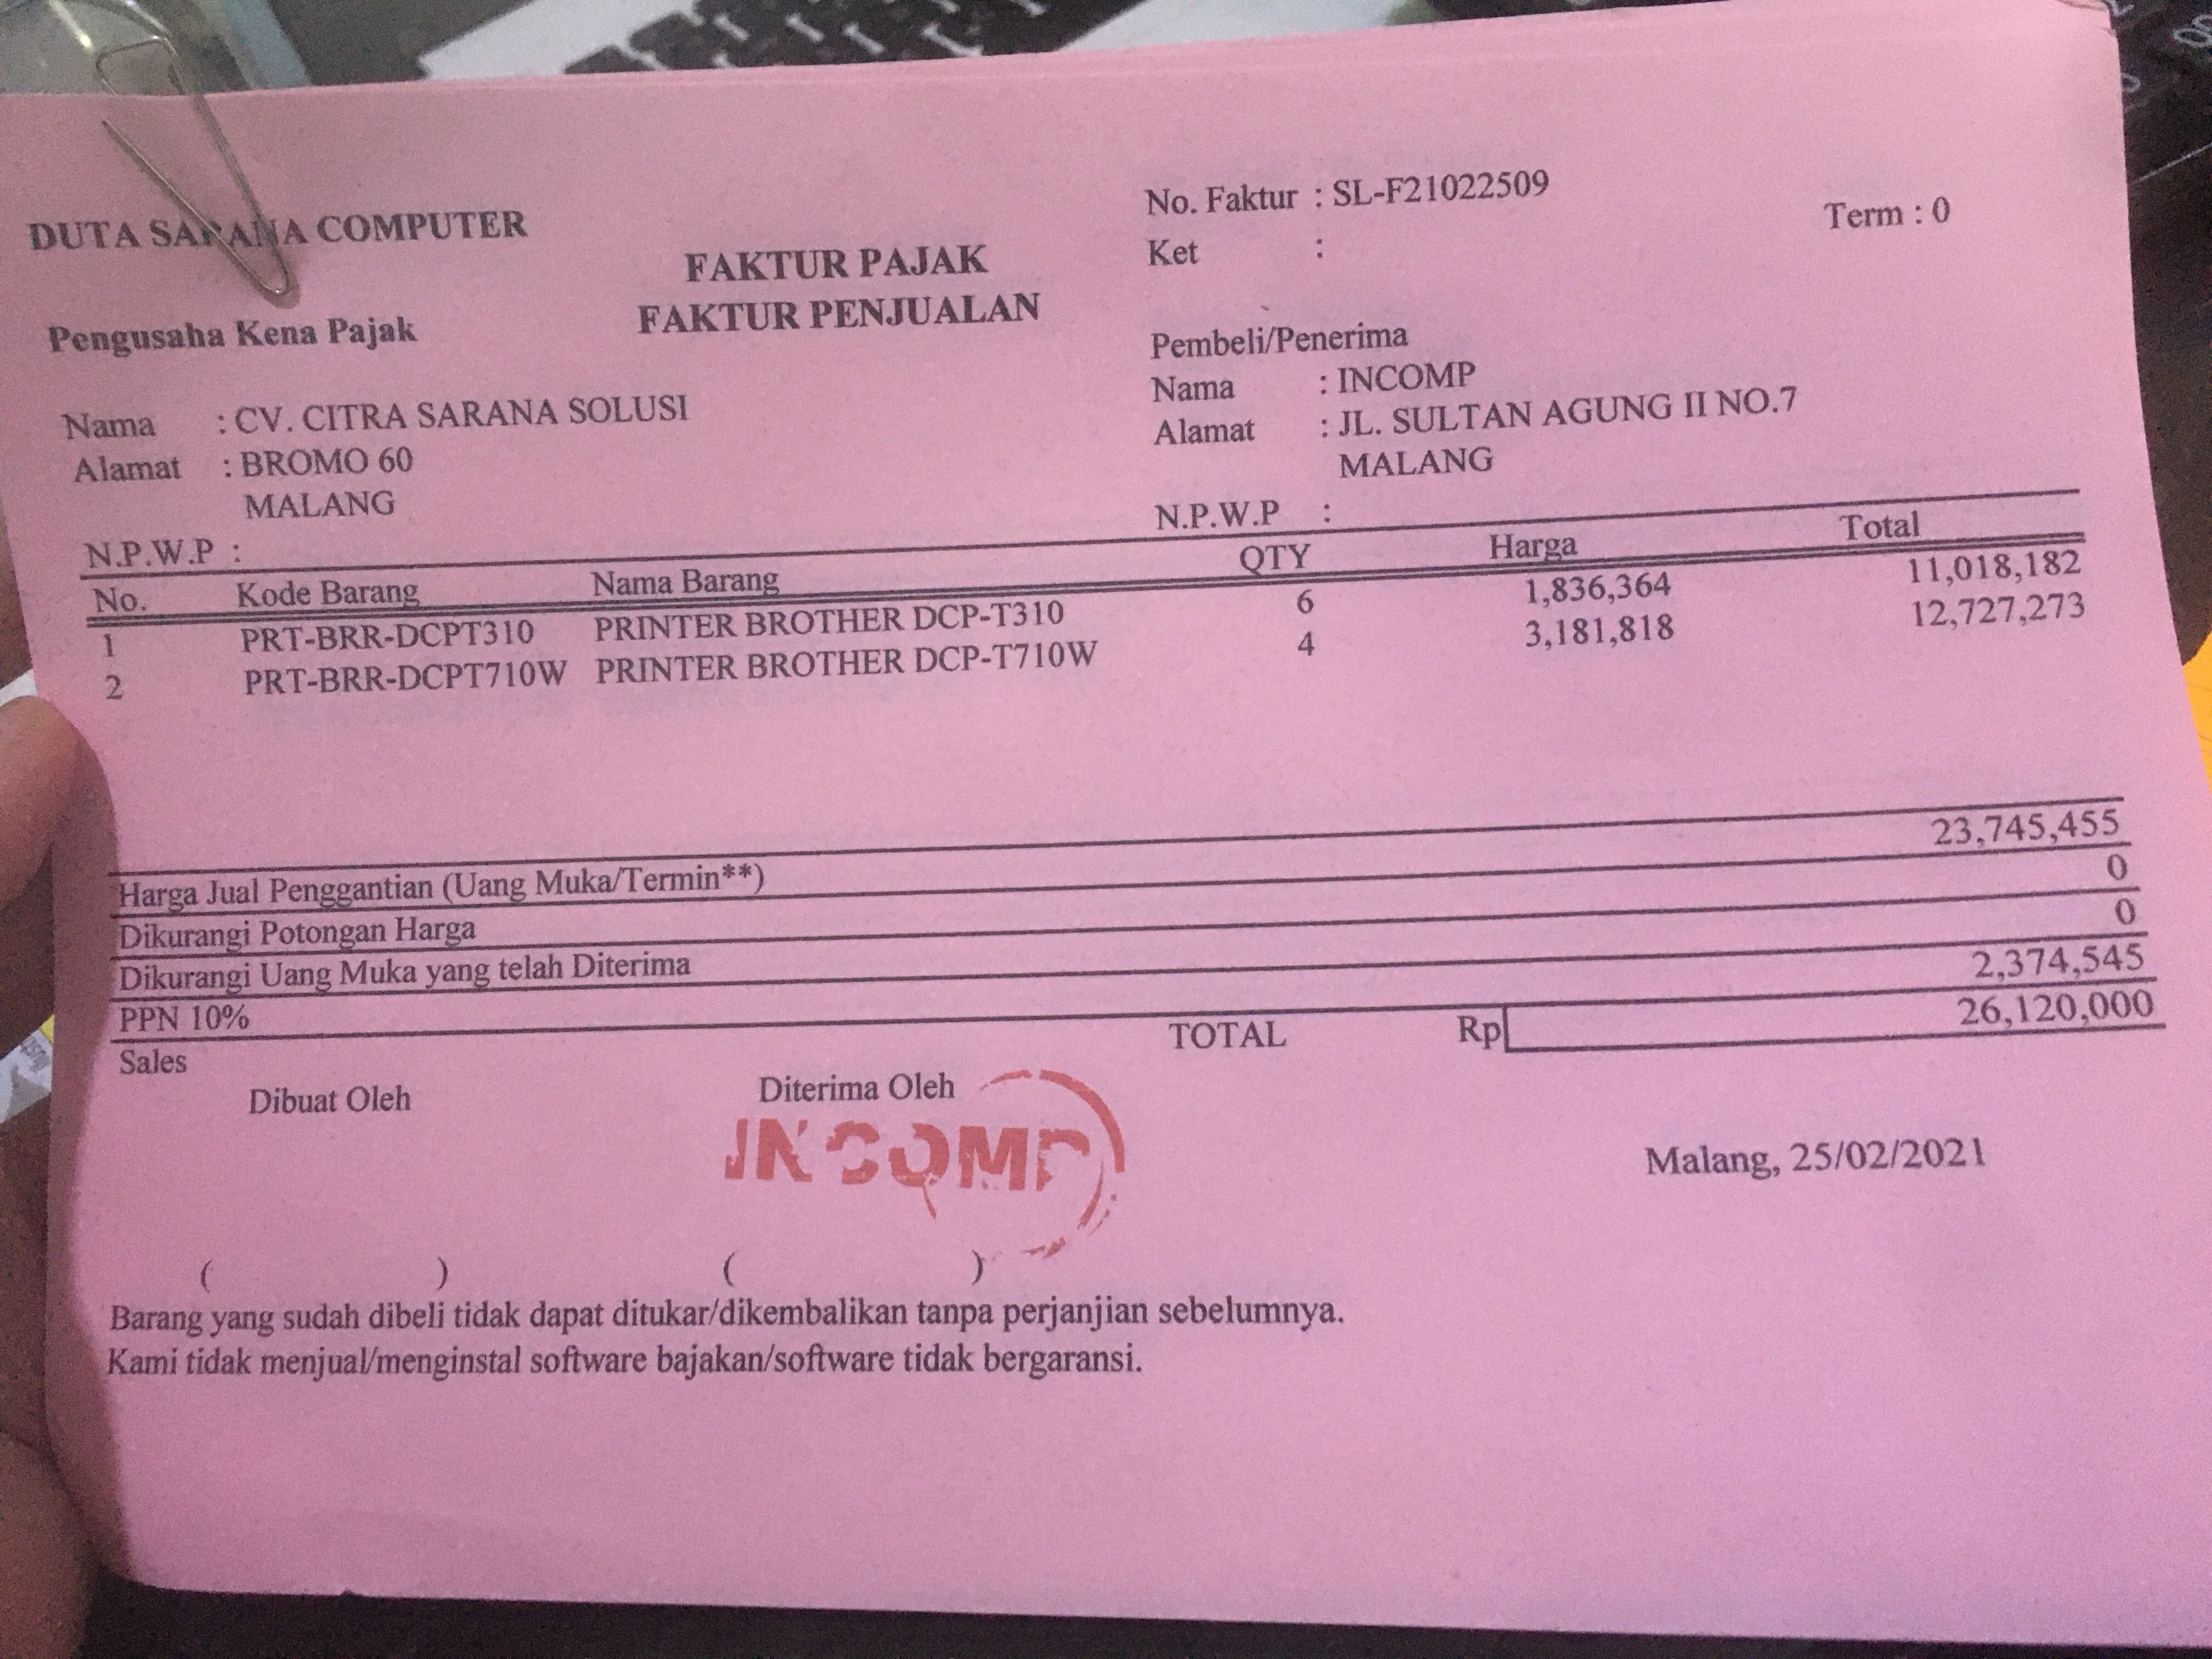 DUTA SARANA COMPUTER
FAKTUR PAJAK
FAKTUR PENJUALAN
No. Faktur : SL-F21022509
Ket :
Term : 0
Pengusaha Kena Pajak
Nama : CV. CITRA SARANA SOLUSI
Alamat : BROMO 60
MALANG
N.P.W.P :
Pembeli/Penerima
Nama : INCOMP
Alamat : JL. SULTAN AGUNG II NO.7
MALANG
N.P.W.P :
No. Kode Barang Nama Barang QTY Harga Total
1 PRT-BRR-DCPT310 PRINTER BROTHER DCP-T310 6 1,836,364 11,018,182
2 PRT-BRR-DCPT710W PRINTER BROTHER DCP-T710W 4 3,181,818 12,727,273
Harga Jual Penggantian (Uang Muka/Termin**) 23,745,455
Dikurangi Potongan Harga 0
Dikurangi Uang Muka yang telah Diterima 0
PPN 10% 2,374,545
Sales TOTAL Rp 26,120,000
Dibuat Oleh Diterima Oleh
INCOMP
Malang, 25/02/2021
( ) ( )
Barang yang sudah dibeli tidak dapat ditukar/dikembalikan tanpa perjanjian sebelumnya.
Kami tidak menjual/menginstal software bajakan/software tidak bergaransi.